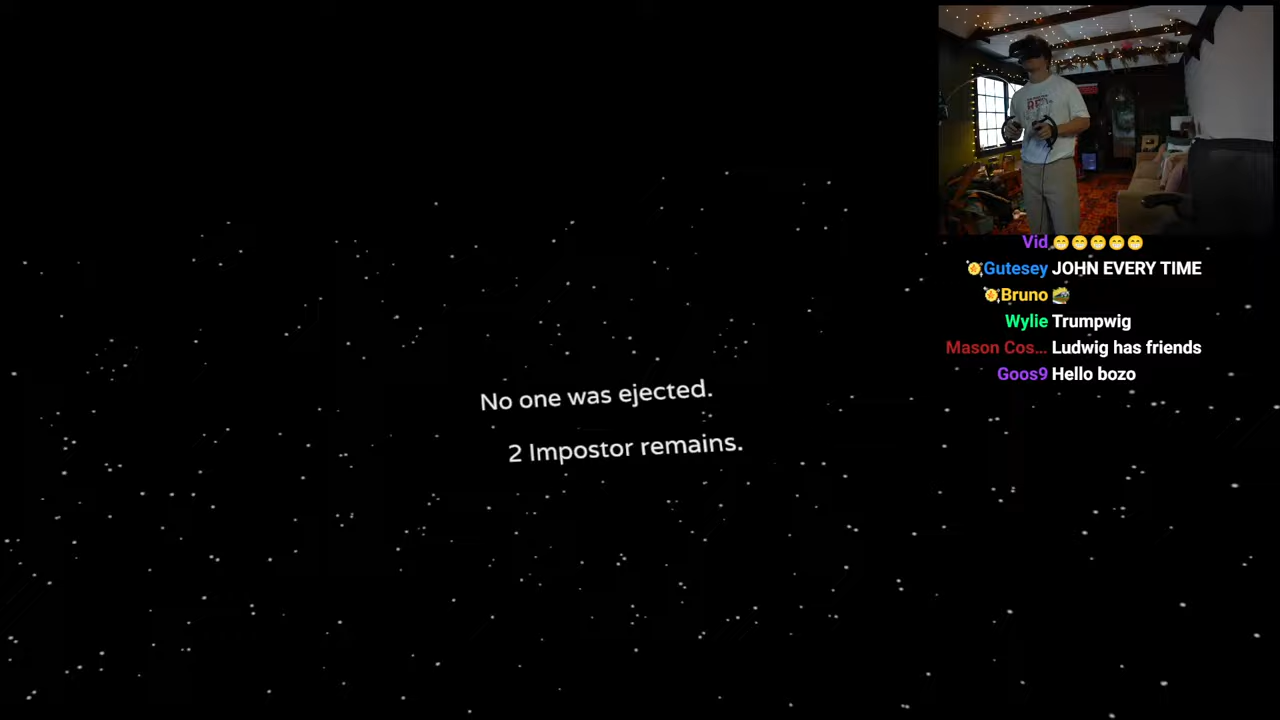 Vid 😁😁😁😁😁
Gutesey JOHN EVERY TIME
Bruno
Wylie Trumpwig
Mason Cos... Ludwig has friends
Goos9 Hello bozo
No one was ejected.
2 Impostor remains.